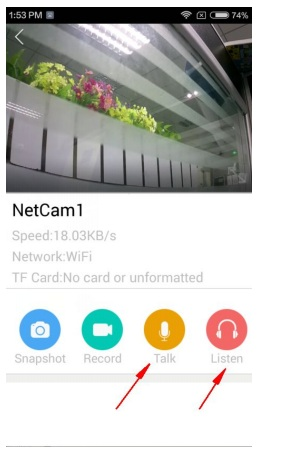 1:53 PM
74%
NetCam1
Speed:18.03KB/s
Network:WiFi
TF Card:No card or unformatted
Snapshot Record Talk Listen